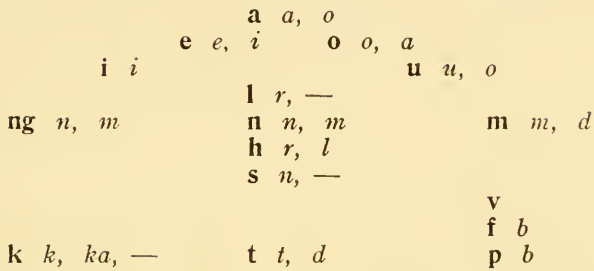 a a, o
e e, i o o, a
i i u u, o
l r, —
ng n, m n n, m m m, d
h r, l
s n, —
v
f b
k k, ka, — t t, d p b